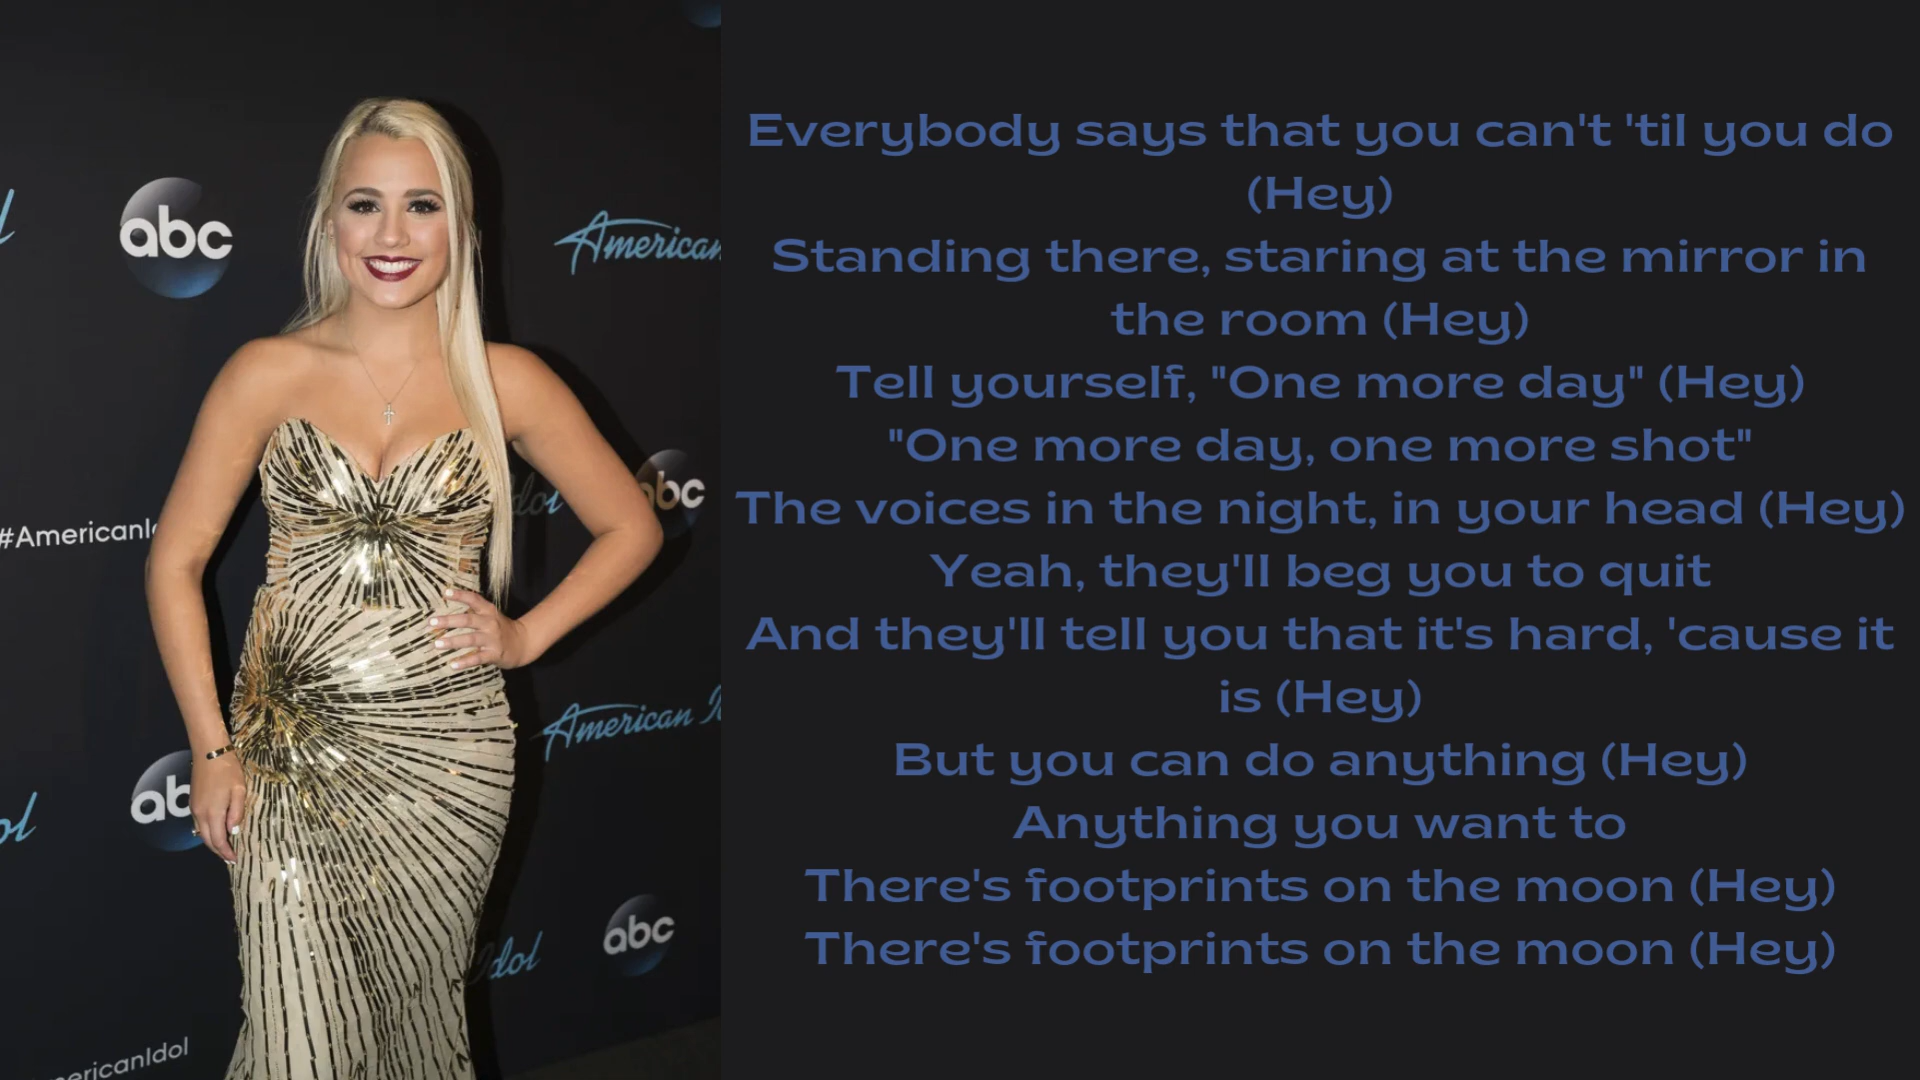 abc
American
abc
dol
#AmericanI
American I
ab
ol
abc
dol
ericanIdol
Everybody says that you can't 'til you do
(Hey)
Standing there, staring at the mirror in
the room (Hey)
Tell yourself, "One more day" (Hey)
"One more day, one more shot"
The voices in the night, in your head (Hey)
Yeah, they'll beg you to quit
And they'll tell you that it's hard, 'cause it
is (Hey)
But you can do anything (Hey)
Anything you want to
There's footprints on the moon (Hey)
There's footprints on the moon (Hey)